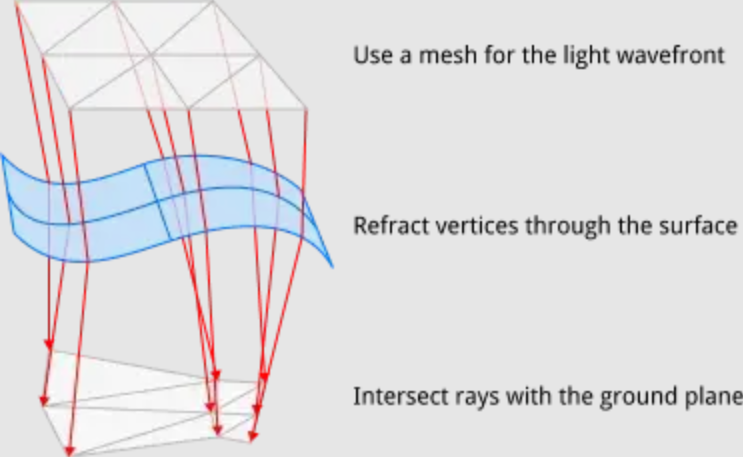 Use a mesh for the light wavefront
Refract vertices through the surface
Intersect rays with the ground plane